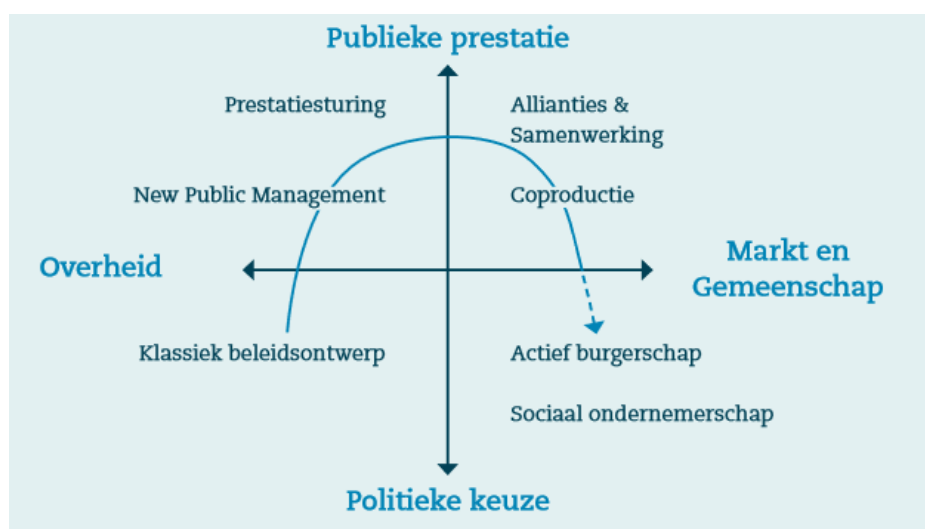 Publieke prestatie
Prestatiesturing
Allianties &
Samenwerking
New Public Management
Coproductie
Overheid
Markt en
Gemeenschap
Klassiek beleidsontwerp
Actief burgerschap
Sociaal ondernemerschap
Politieke keuze